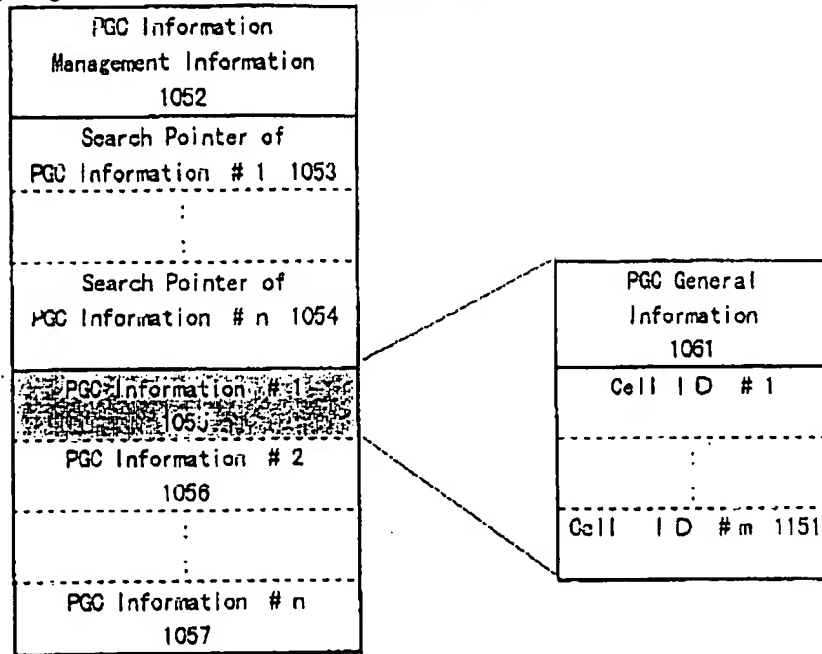 PGC Information
Management Information
1052
Search Pointer of
PGC Information # 1 1053
:
:
Search Pointer of
PGC Information # n 1054
PGC Information # 1
PGC Information # 2
1056
:
:
PGC Information # n
1057
PGC General
Information
1061
Cell ID # 1
:
:
Cell ID # m 1151